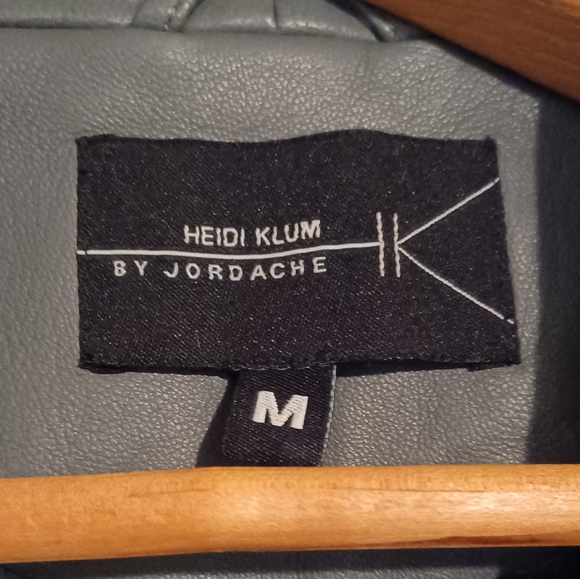 HEIDI KLUM
BY JORDACHE
M